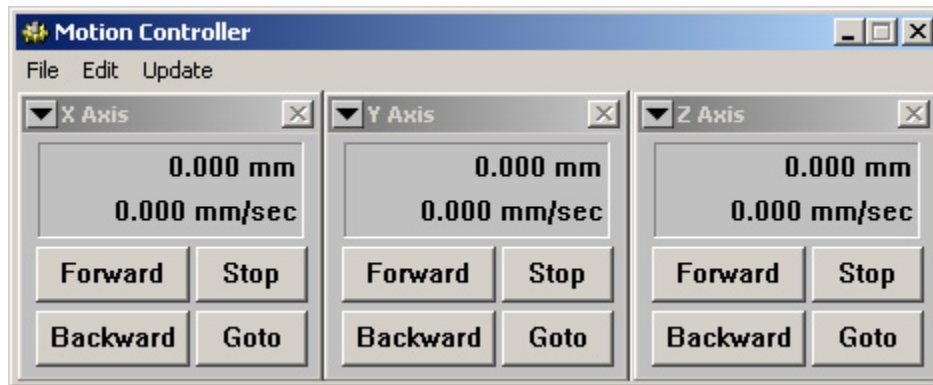 Motion Controller
File Edit Update
X Axis
0.000 mm
0.000 mm/sec
Forward Stop
Backward Goto
Y Axis
0.000 mm
0.000 mm/sec
Forward Stop
Backward Goto
Z Axis
0.000 mm
0.000 mm/sec
Forward Stop
Backward Goto